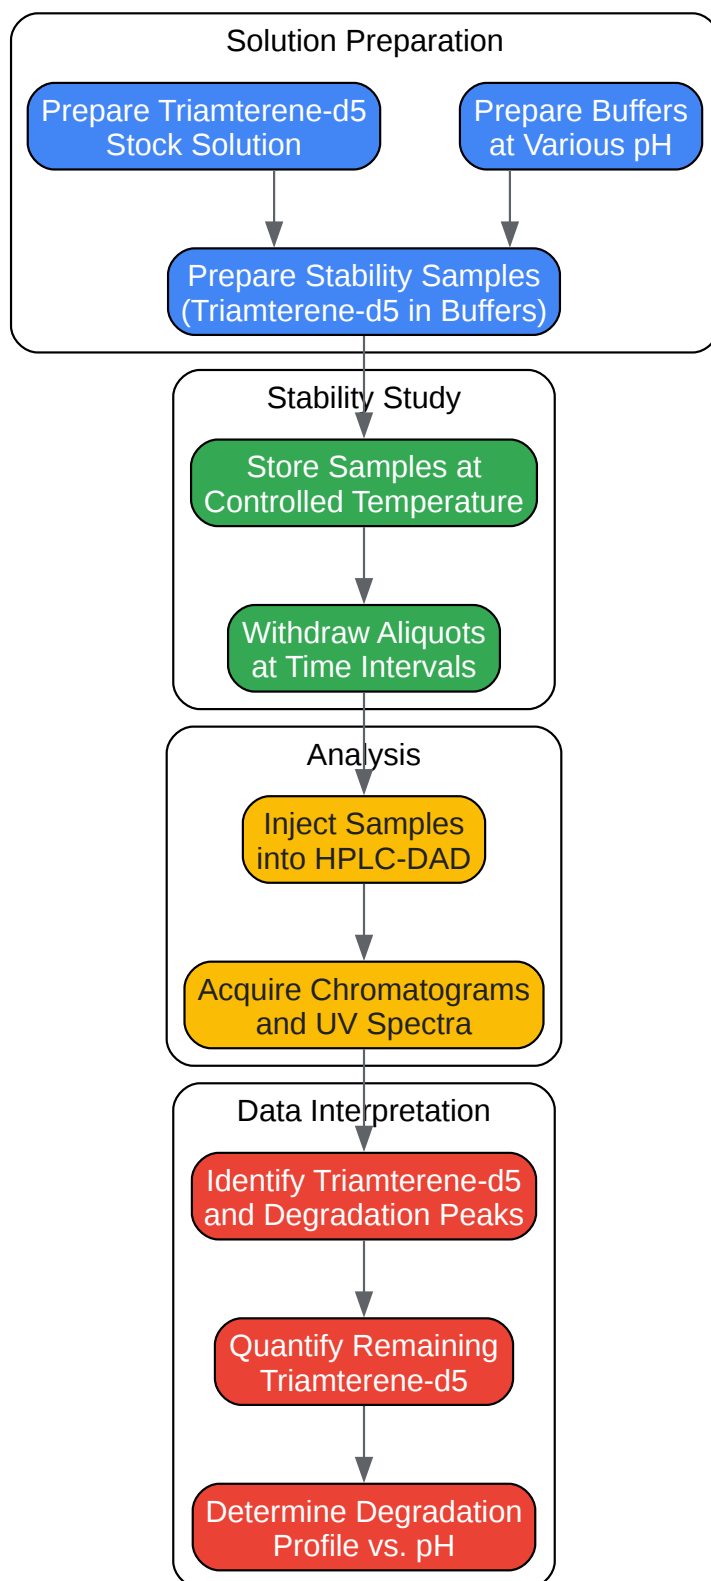 Solution Preparation
Prepare Triamterene-d5
Stock Solution
Prepare Buffers
at Various pH
Prepare Stability Samples
(Triamterene-d5 in Buffers)
Stability Study
Store Samples at
Controlled Temperature
Withdraw Aliquots
at Time Intervals
Analysis
Inject Samples
into HPLC-DAD
Acquire Chromatograms
and UV Spectra
Data Interpretation
Identify Triamterene-d5
and Degradation Peaks
Quantify Remaining
Triamterene-d5
Determine Degradation
Profile vs. pH